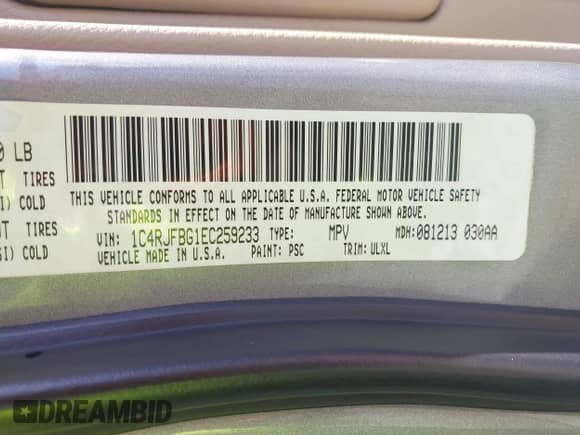 0 LB
T TIRES
I) COLD
NT TIRES
SI) COLD
THIS VEHICLE CONFORMS TO ALL APPLICABLE U.S.A. FEDERAL MOTOR VEHICLE SAFETY
STANDARDS IN EFFECT ON THE DATE OF MANUFACTURE SHOWN ABOVE.
VIN: 1C4RJFBG1EC259233 TYPE: MPV MDH:081213 030AA
VEHICLE MADE IN U.S.A. PAINT: PSC TRIM: ULXL
DREAMBID